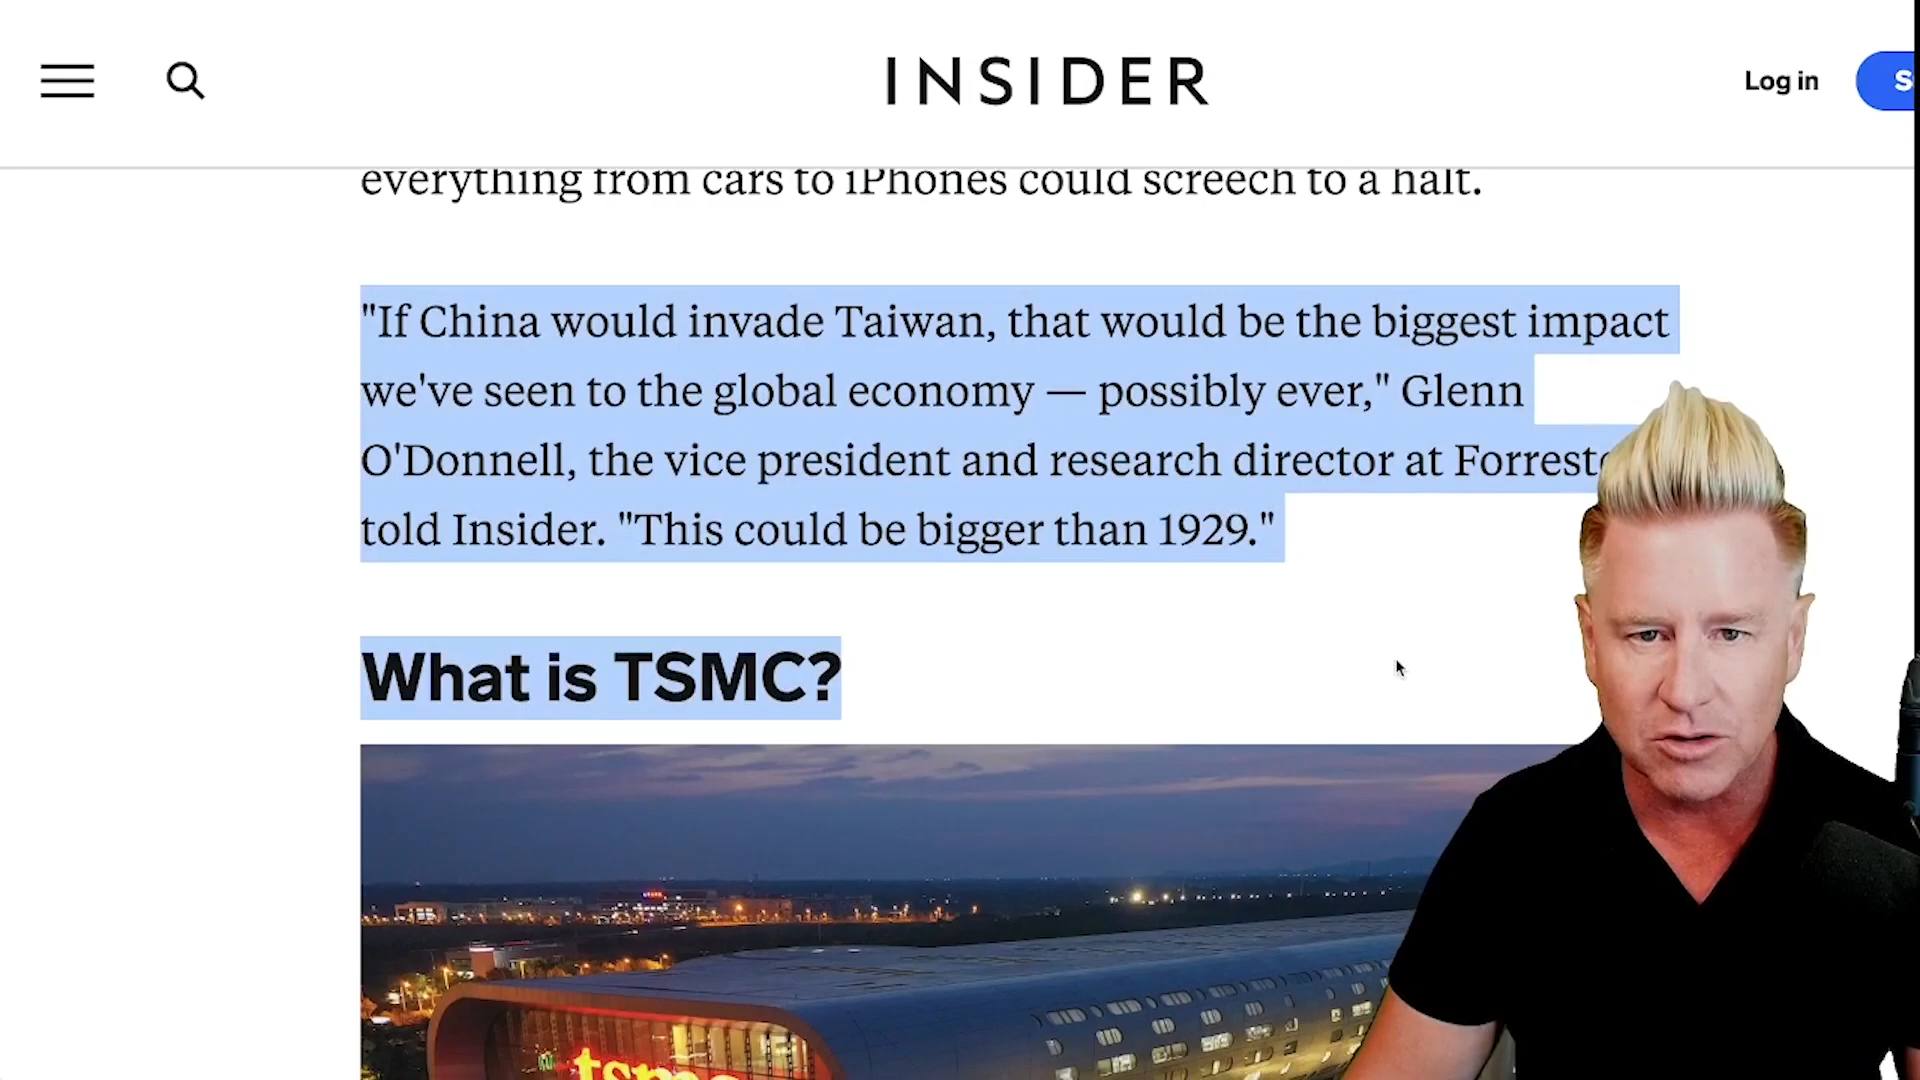 INSIDER
Log in
everything from cars to iPhones could screech to a halt.
"If China would invade Taiwan, that would be the biggest impact
we've seen to the global economy — possibly ever," Glenn
O'Donnell, the vice president and research director at
told Insider. "This could be bigger than 1929."
What is TSMC?
tsmc